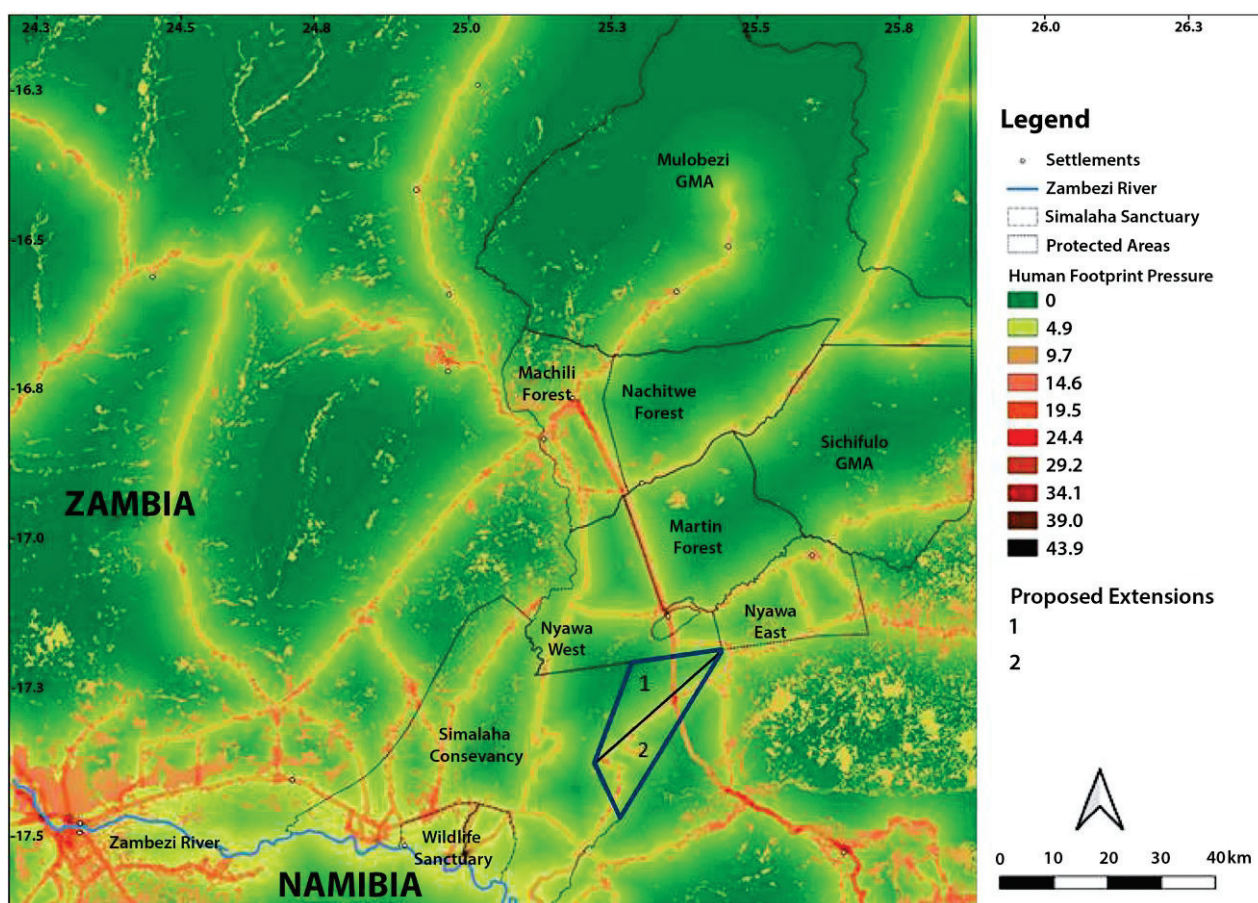 24.3 24.5 24.8 25.0 25.3 25.5 25.8 26.0 26.3
-16.3
-16.5
-16.8
-17.0
-17.3
-17.5
Mulobezi
GMA
Machili
Forest
Nachitwe
Forest
Sichifulo
GMA
ZAMBIA
Martin
Forest
Nyawa
West
Nyawa
East
1
2
Simalaha
Consevancy
Zambezi River
Wildlife
Sanctuary
NAMIBIA
Legend
Settlements
Zambezi River
Simalaha Sanctuary
Protected Areas
Human Footprint Pressure
0
4.9
9.7
14.6
19.5
24.4
29.2
34.1
39.0
43.9
Proposed Extensions
1
2
0 10 20 30 40 km